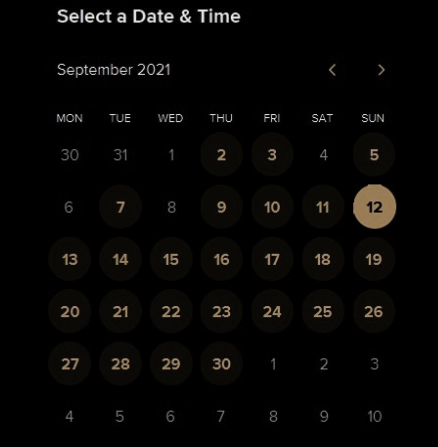 Select a Date & Time
September 2021
MON TUE WED THU FRI SAT SUN
30 31 1 2 3 4 5
6 7 8 9 10 11 12
13 14 15 16 17 18 19
20 21 22 23 24 25 26
27 28 29 30 1 2 3
4 5 6 7 8 9 10